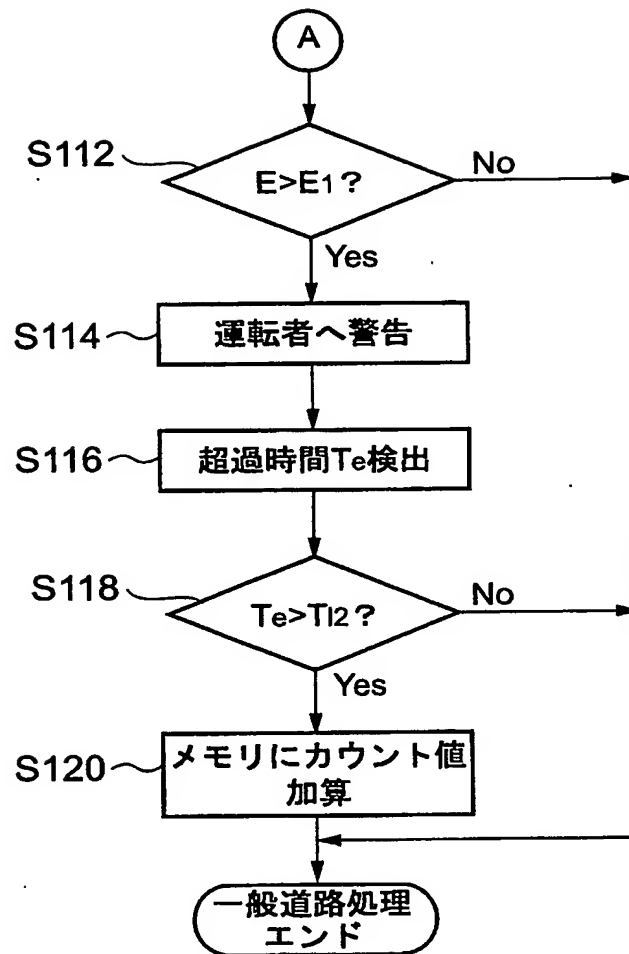 A
S112
E>E1?
No
Yes
S114
運転者へ警告
S116
超過時間Te検出
S118
Te>Tl2?
No
Yes
S120
メモリにカウント値
加算
一般道路処理
エンド